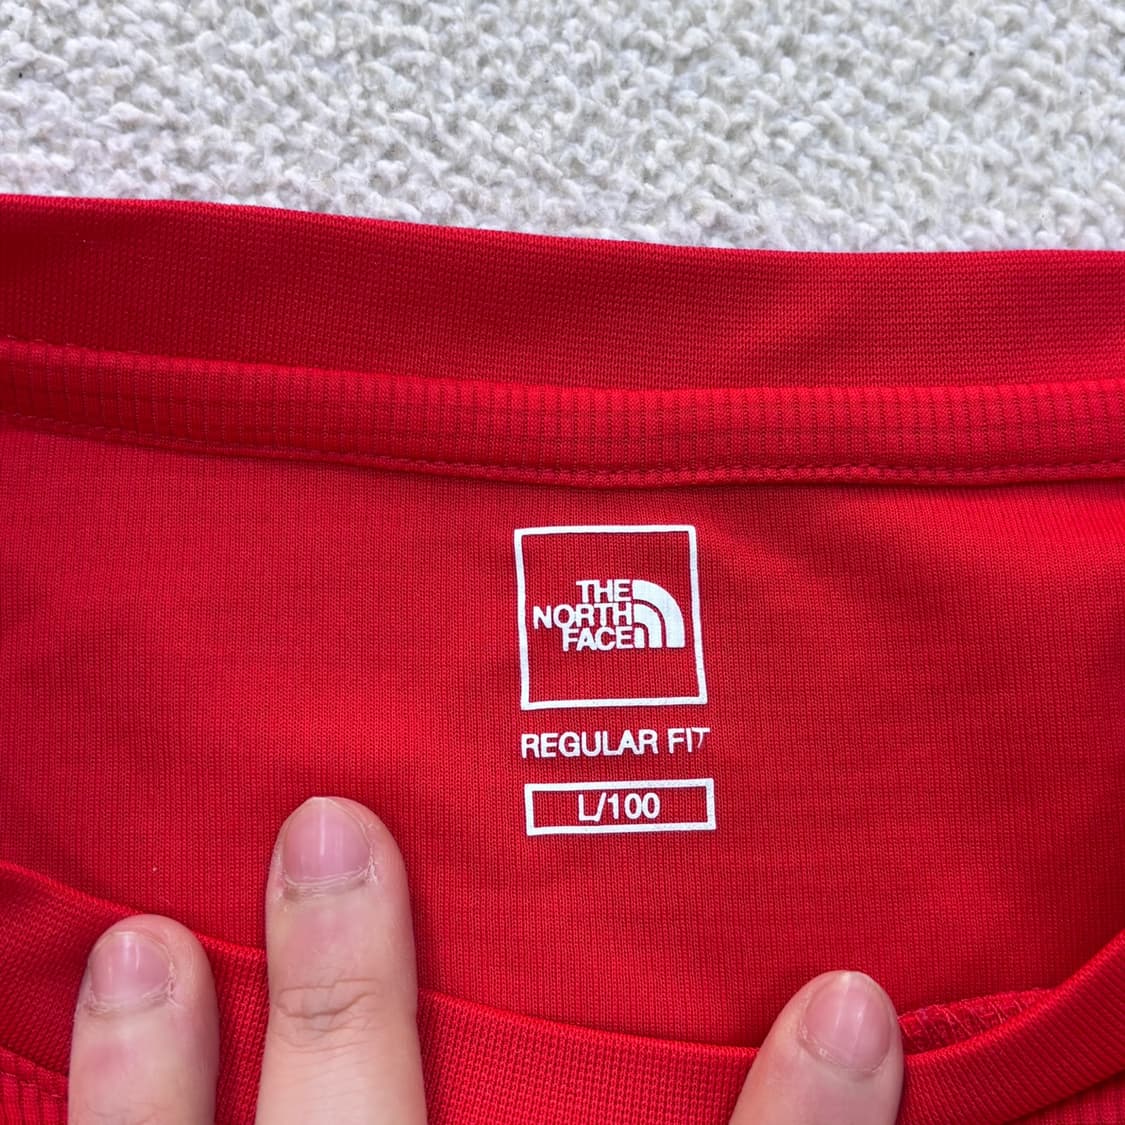 THE
NORTH
FACE
REGULAR FIT
L/100